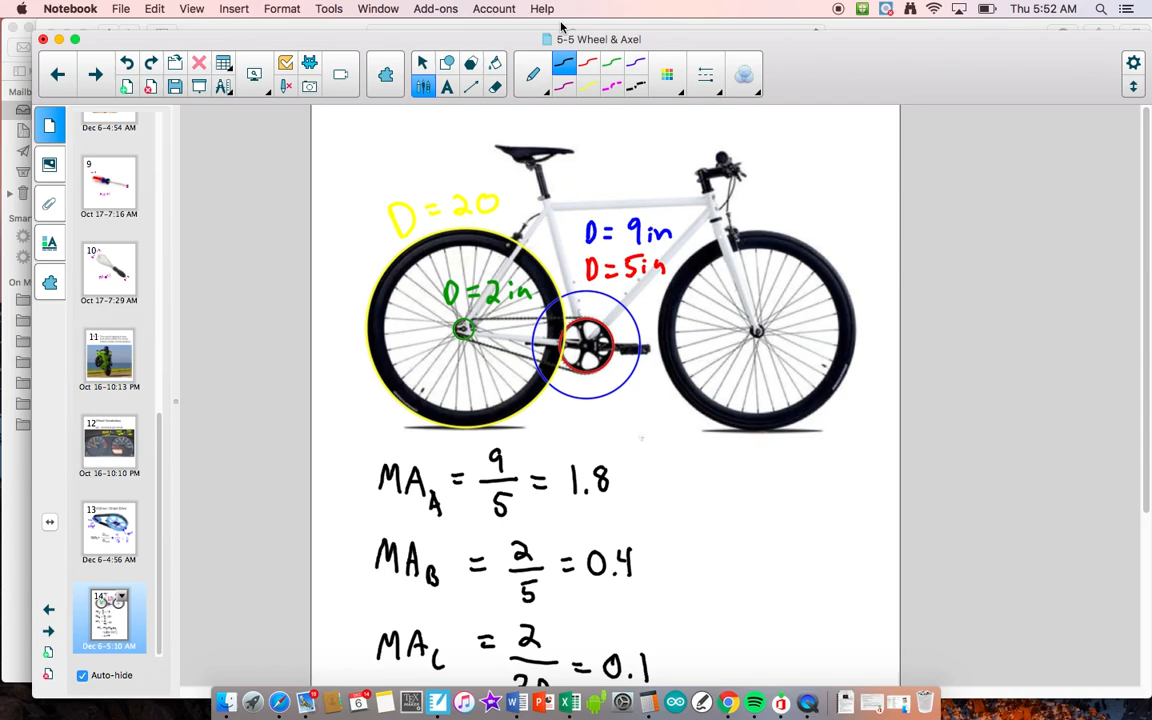 Notebook File Edit View Insert Format Tools Window Add-ons Account Help Thu 5:52 AM
5-5 Wheel & Axel
Mailb
Smar
On M
Dec 6-4:54 AM
9
Oct 17-7:16 AM
10
Oct 17-7:29 AM
11
Oct 16-10:13 PM
12
Oct 16-10:10 PM
13
Dec 6-4:56 AM
14
Dec 6-5:10 AM
Auto-hide
D = 20
D = 9in
D = 5in
D = 2in
MA_A = 9/5 = 1.8
MA_B = 2/5 = 0.4
MA_C = 2/20 = 0.1